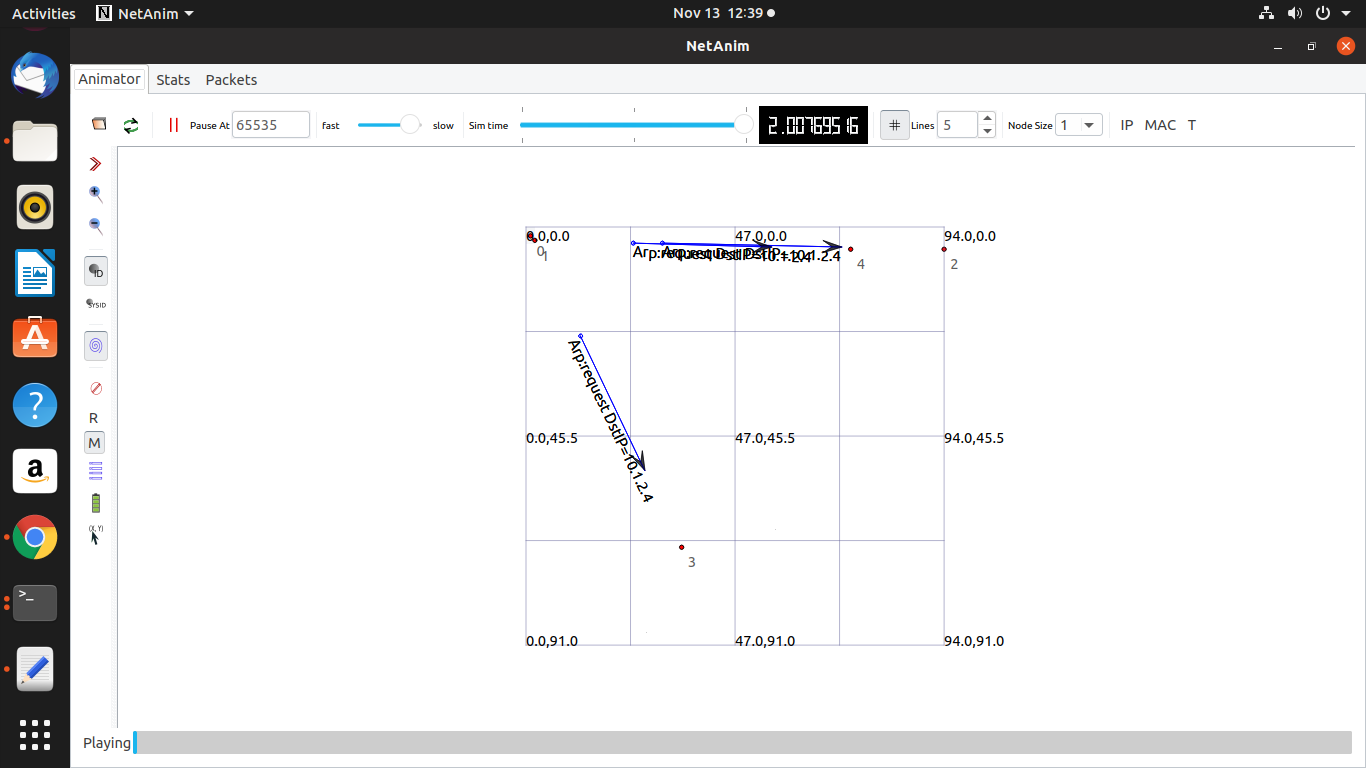 Activities NetAnim Nov 13 12:39
NetAnim
Animator Stats Packets
Pause At 65535 fast slow Sim time 2.00769516 # Lines 5 Node Size 1 IP MAC T
0.0,0.0 47.0,0.0 94.0,0.0
0 1 4 2
Arp:request DstIP=10.1.2.4
Arp:request DstIP=10.1.2.4
ID
SYSID
Arp:request DstIP=10.1.2.4
R
M
0.0,45.5 47.0,45.5 94.0,45.5
(X, Y)
3
>_
a
?
A
0.0,91.0 47.0,91.0 94.0,91.0
Playing